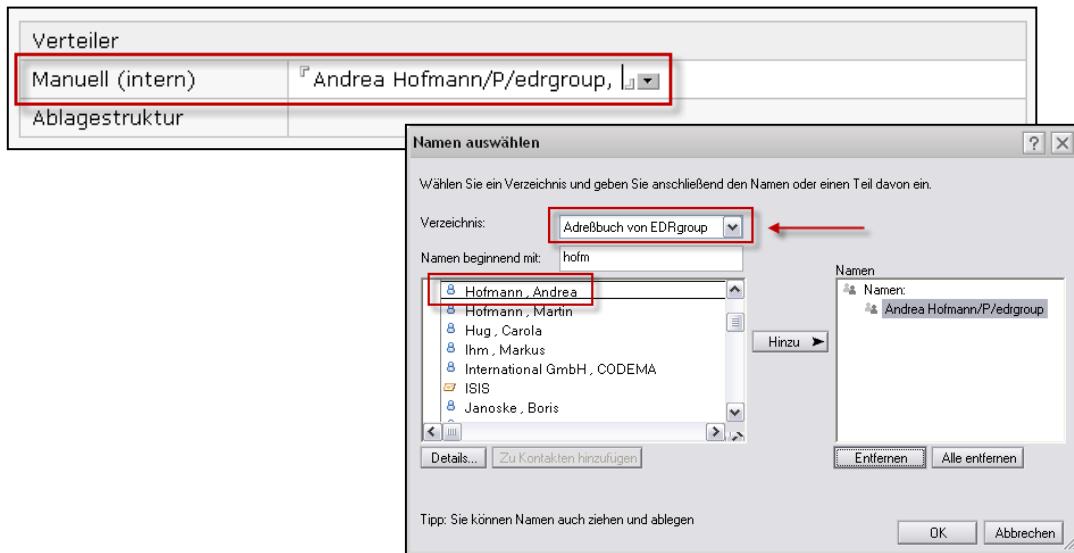 Verteiler
Manuell (intern) Andrea Hofmann/P/edrgroup,
Ablagestruktur
Namen auswählen
Wählen Sie ein Verzeichnis und geben Sie anschließend den Namen oder einen Teil davon ein.
Verzeichnis: Adreßbuch von EDRgroup
Namen beginnend mit: hofm
Hofmann , Andrea
Hofmann , Martin
Hug , Carola
Ihm , Markus
International GmbH , CODEMA
ISIS
Janoske , Boris
Hinzu
Namen
Namen:
Andrea Hofmann/P/edrgroup
Details... Zu Kontakten hinzufügen
Entfernen Alle entfernen
Tipp: Sie können Namen auch ziehen und ablegen
OK Abbrechen